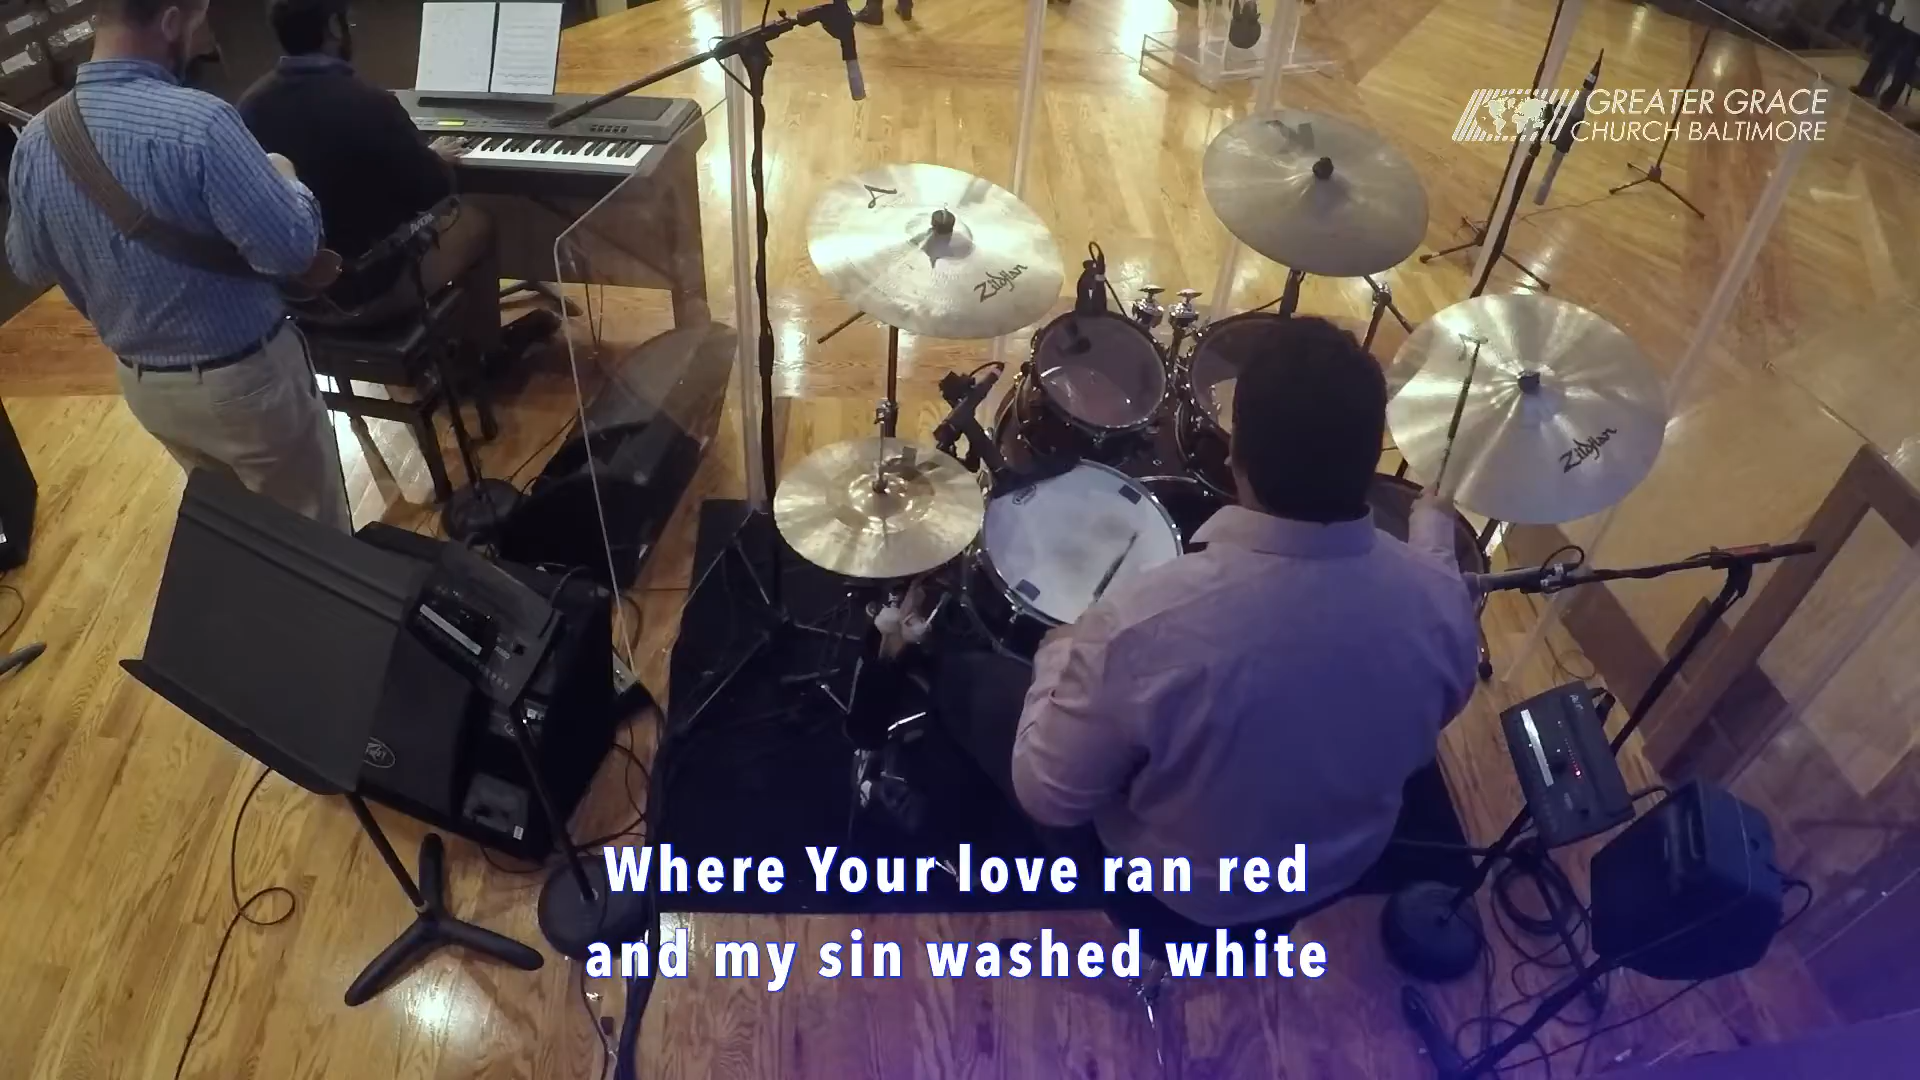 GREATER GRACE
CHURCH BALTIMORE
Zildjian
Zildjian
Where Your love ran red
and my sin washed white